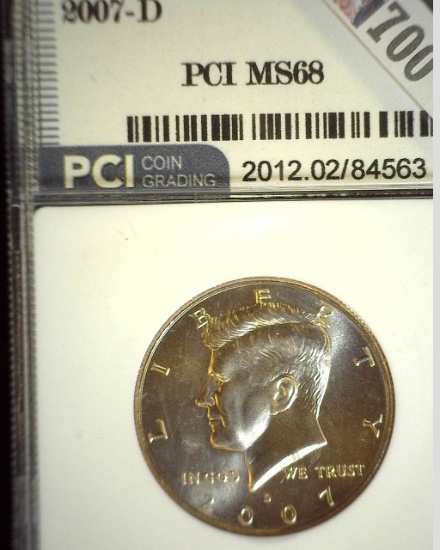 2007-D
700
PCI MS68
PCI COIN GRADING
2012.02/84563
LIBERTY
IN GOD WE TRUST
D
2007